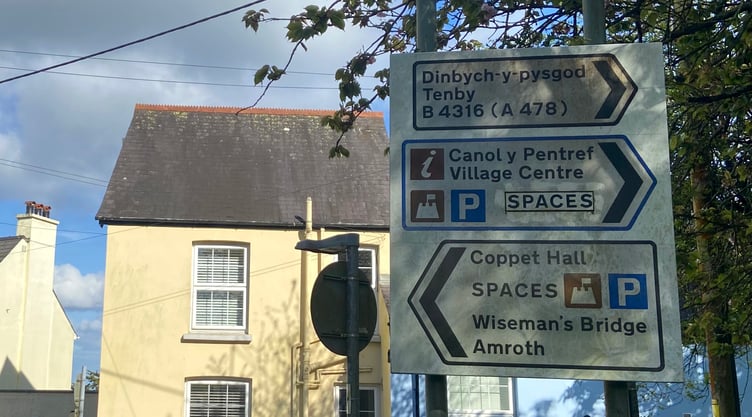 Dinbych-y-pysgod
Tenby
B 4316 (A 478)
i Canol y Pentref
Village Centre
P SPACES
Coppet Hall
SPACES P
Wiseman's Bridge
Amroth